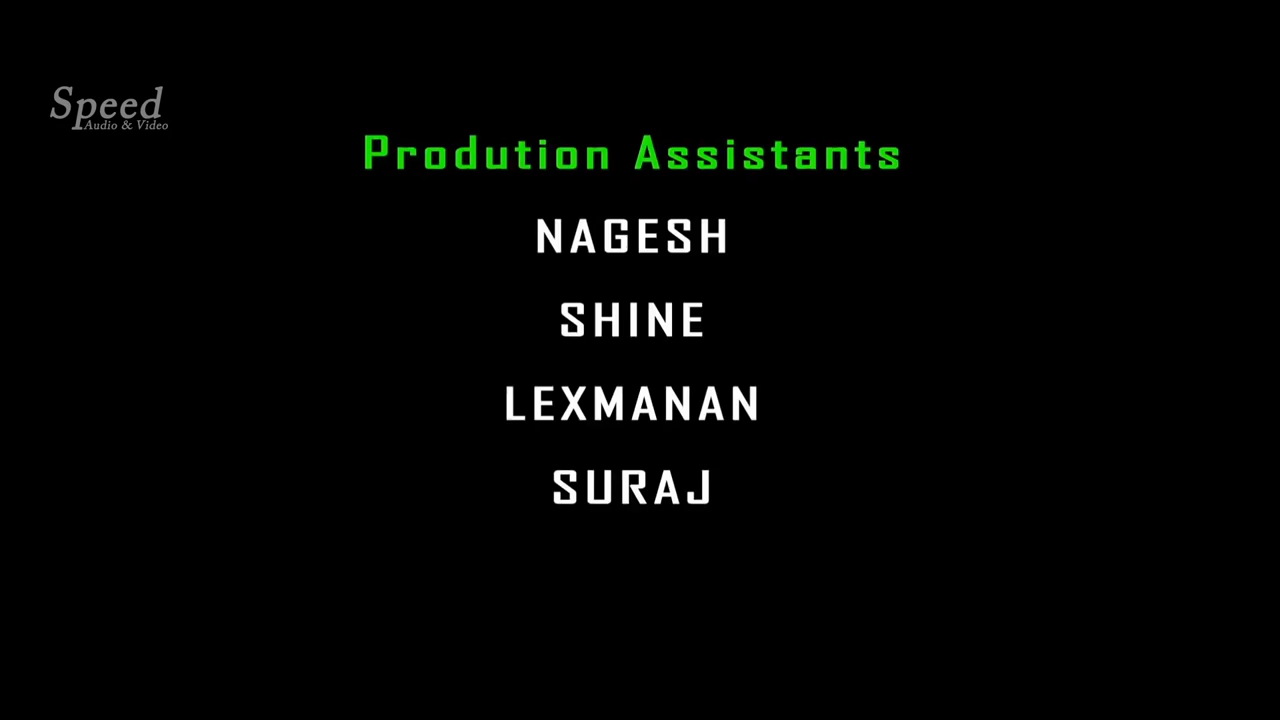 Speed
Audio & Video
Prodution Assistants
NAGESH
SHINE
LEXMANAN
SURAJ